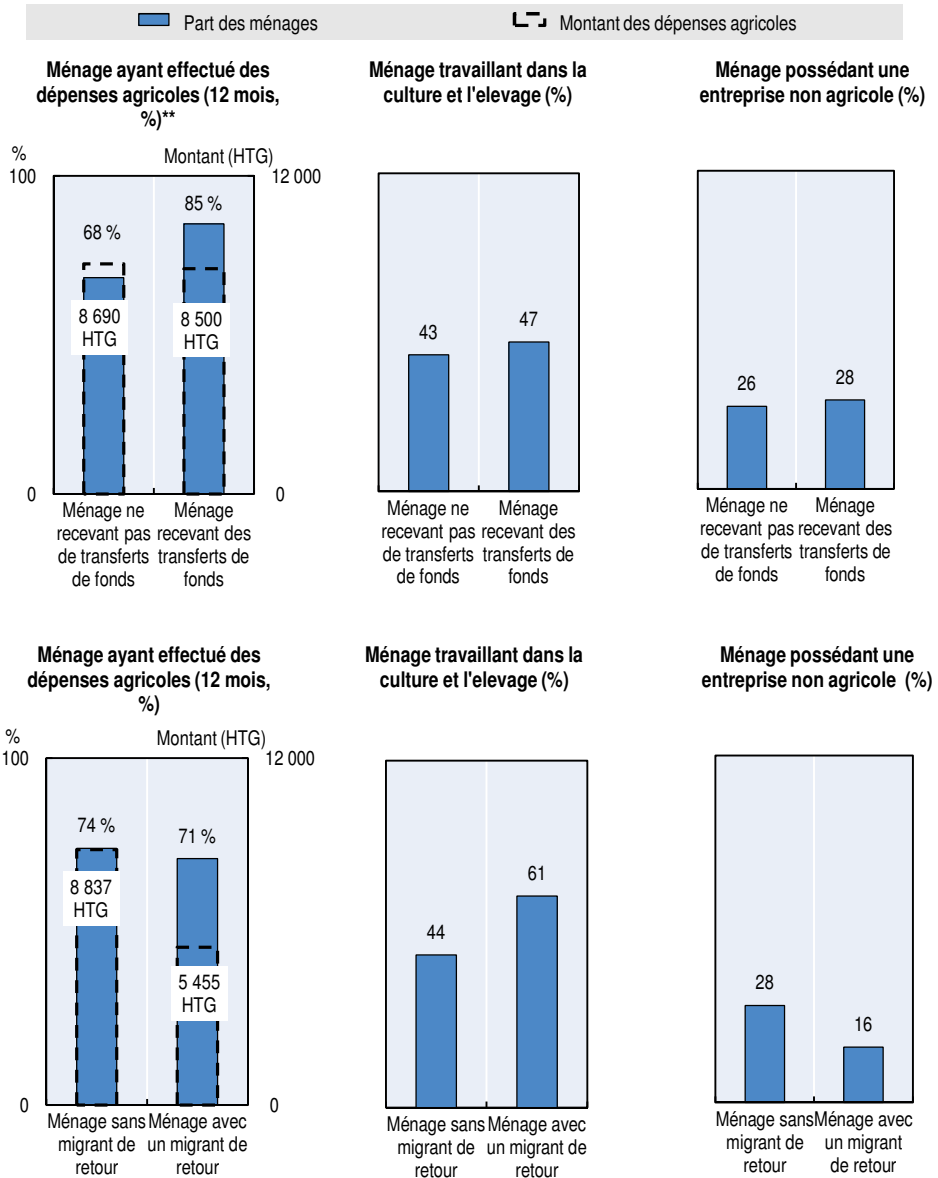 Part des ménages
Montant des dépenses agricoles
Ménage ayant effectué des
dépenses agricoles (12 mois,
%)**
%
Montant (HTG)
100
12 000
68 %
85 %
8 690
HTG
8 500
HTG
0
0
Ménage ne
recevant pas
de transferts
de fonds
Ménage
recevant des
transferts de
fonds
Ménage travaillant dans la
culture et l'elevage (%)
43
47
Ménage ne
recevant pas
de transferts
de fonds
Ménage
recevant des
transferts de
fonds
Ménage possédant une
entreprise non agricole (%)
26
28
Ménage ne
recevant pas
de transferts
de fonds
Ménage
recevant des
transferts de
fonds
Ménage ayant effectué des
dépenses agricoles (12 mois,
%)
%
Montant (HTG)
100
12 000
74 %
71 %
8 837
HTG
5 455
HTG
0
0
Ménage sans
migrant de
retour
Ménage avec
un migrant de
retour
Ménage travaillant dans la
culture et l'elevage (%)
44
61
Ménage sans
migrant de
retour
Ménage avec
un migrant de
retour
Ménage possédant une
entreprise non agricole (%)
28
16
Ménage sans
migrant de
retour
Ménage avec
un migrant
de retour